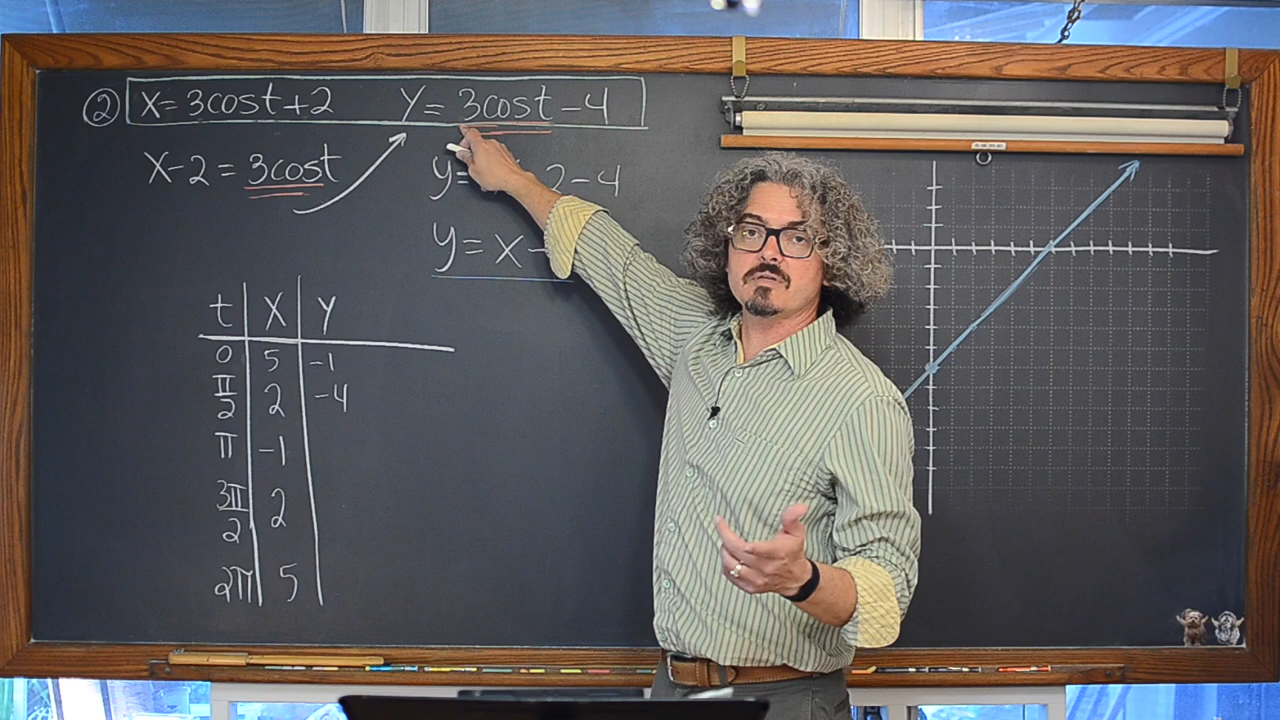 ② x=3cost+2 y=3cost-4
x-2=3cost
y= 2-4
y=x-
t x y
0 5 -1
π/2 2 -4
π -1
3π/2 2
2π 5